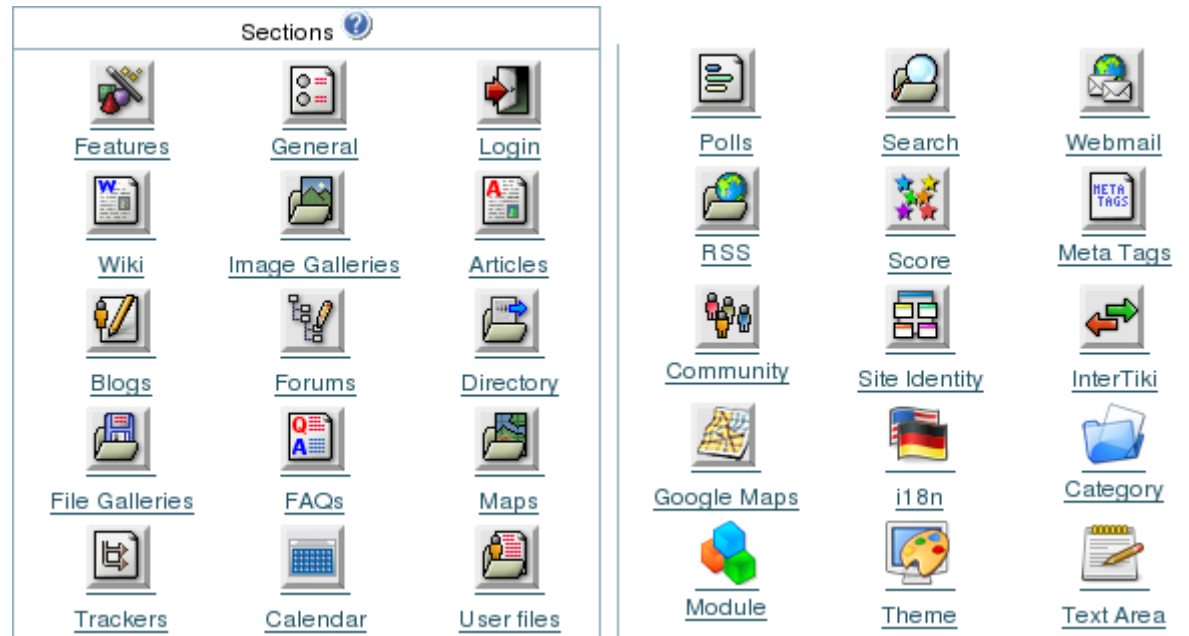 Sections
Features General Login
Wiki Image Galleries Articles
Blogs Forums Directory
File Galleries FAQs Maps
Trackers Calendar User files
Polls Search Webmail
META TAGS
RSS Score Meta Tags
Community Site Identity InterTiki
Google Maps i18n Category
Module Theme Text Area